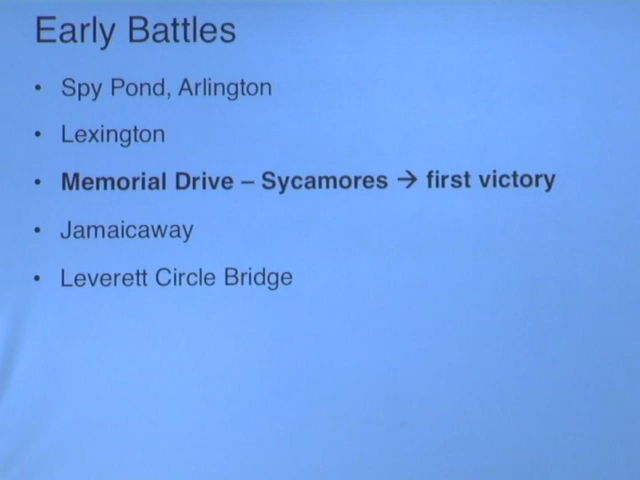 Early Battles
• Spy Pond, Arlington
• Lexington
• Memorial Drive – Sycamores → first victory
• Jamaicaway
• Leverett Circle Bridge